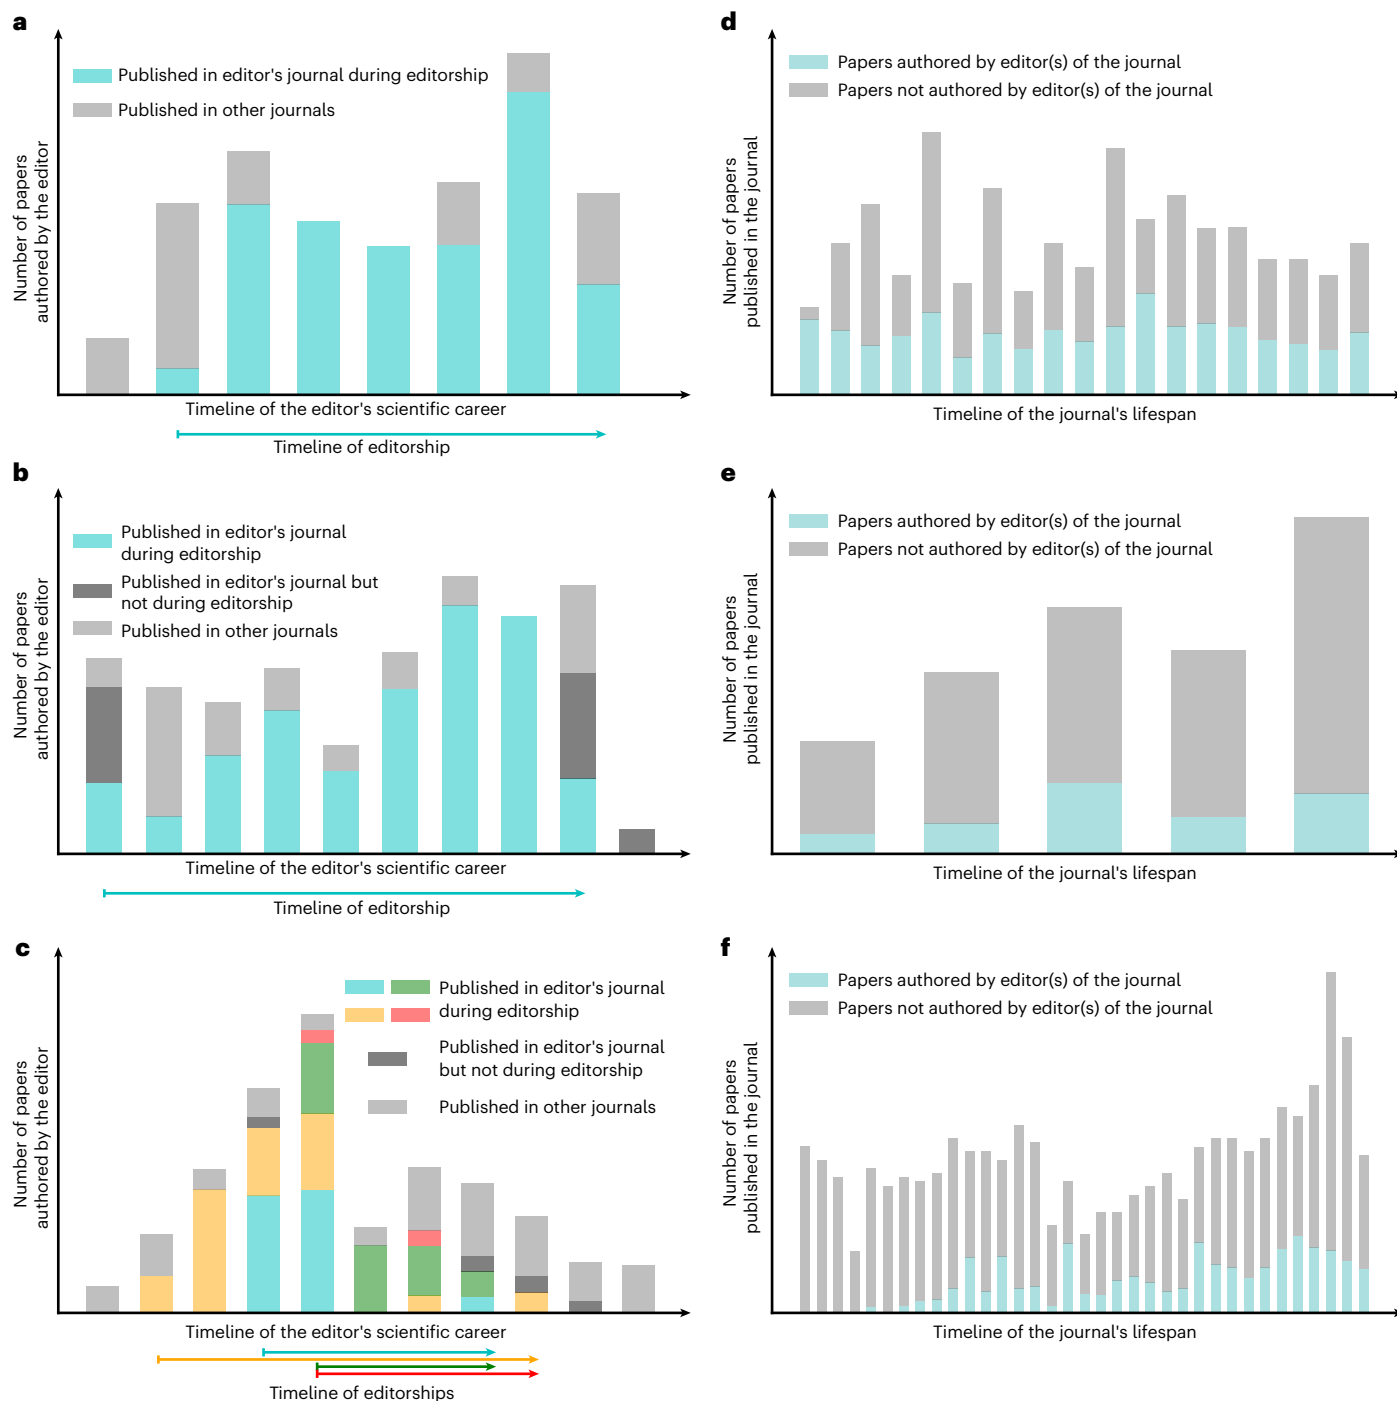 a
Published in editor's journal during editorship
Published in other journals
Number of papers
authored by the editor
Timeline of the editor's scientific career
Timeline of editorship
b
Published in editor's journal
during editorship
Published in editor's journal but
not during editorship
Published in other journals
Number of papers
authored by the editor
Timeline of the editor's scientific career
Timeline of editorship
c
Published in editor's journal
during editorship
Published in editor's journal
but not during editorship
Published in other journals
Number of papers
authored by the editor
Timeline of the editor's scientific career
Timeline of editorships
d
Papers authored by editor(s) of the journal
Papers not authored by editor(s) of the journal
Number of papers
published in the journal
Timeline of the journal's lifespan
e
Papers authored by editor(s) of the journal
Papers not authored by editor(s) of the journal
Number of papers
published in the journal
Timeline of the journal's lifespan
f
Papers authored by editor(s) of the journal
Papers not authored by editor(s) of the journal
Number of papers
published in the journal
Timeline of the journal's lifespan